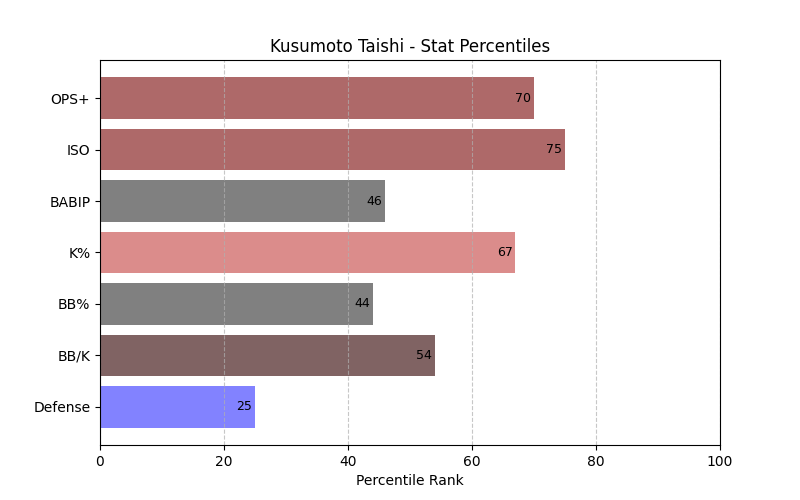 Kusumoto Taishi - Stat Percentiles
OPS+ 70
ISO 75
BABIP 46
K% 67
BB% 44
BB/K 54
Defense 25
0 20 40 60 80 100
Percentile Rank